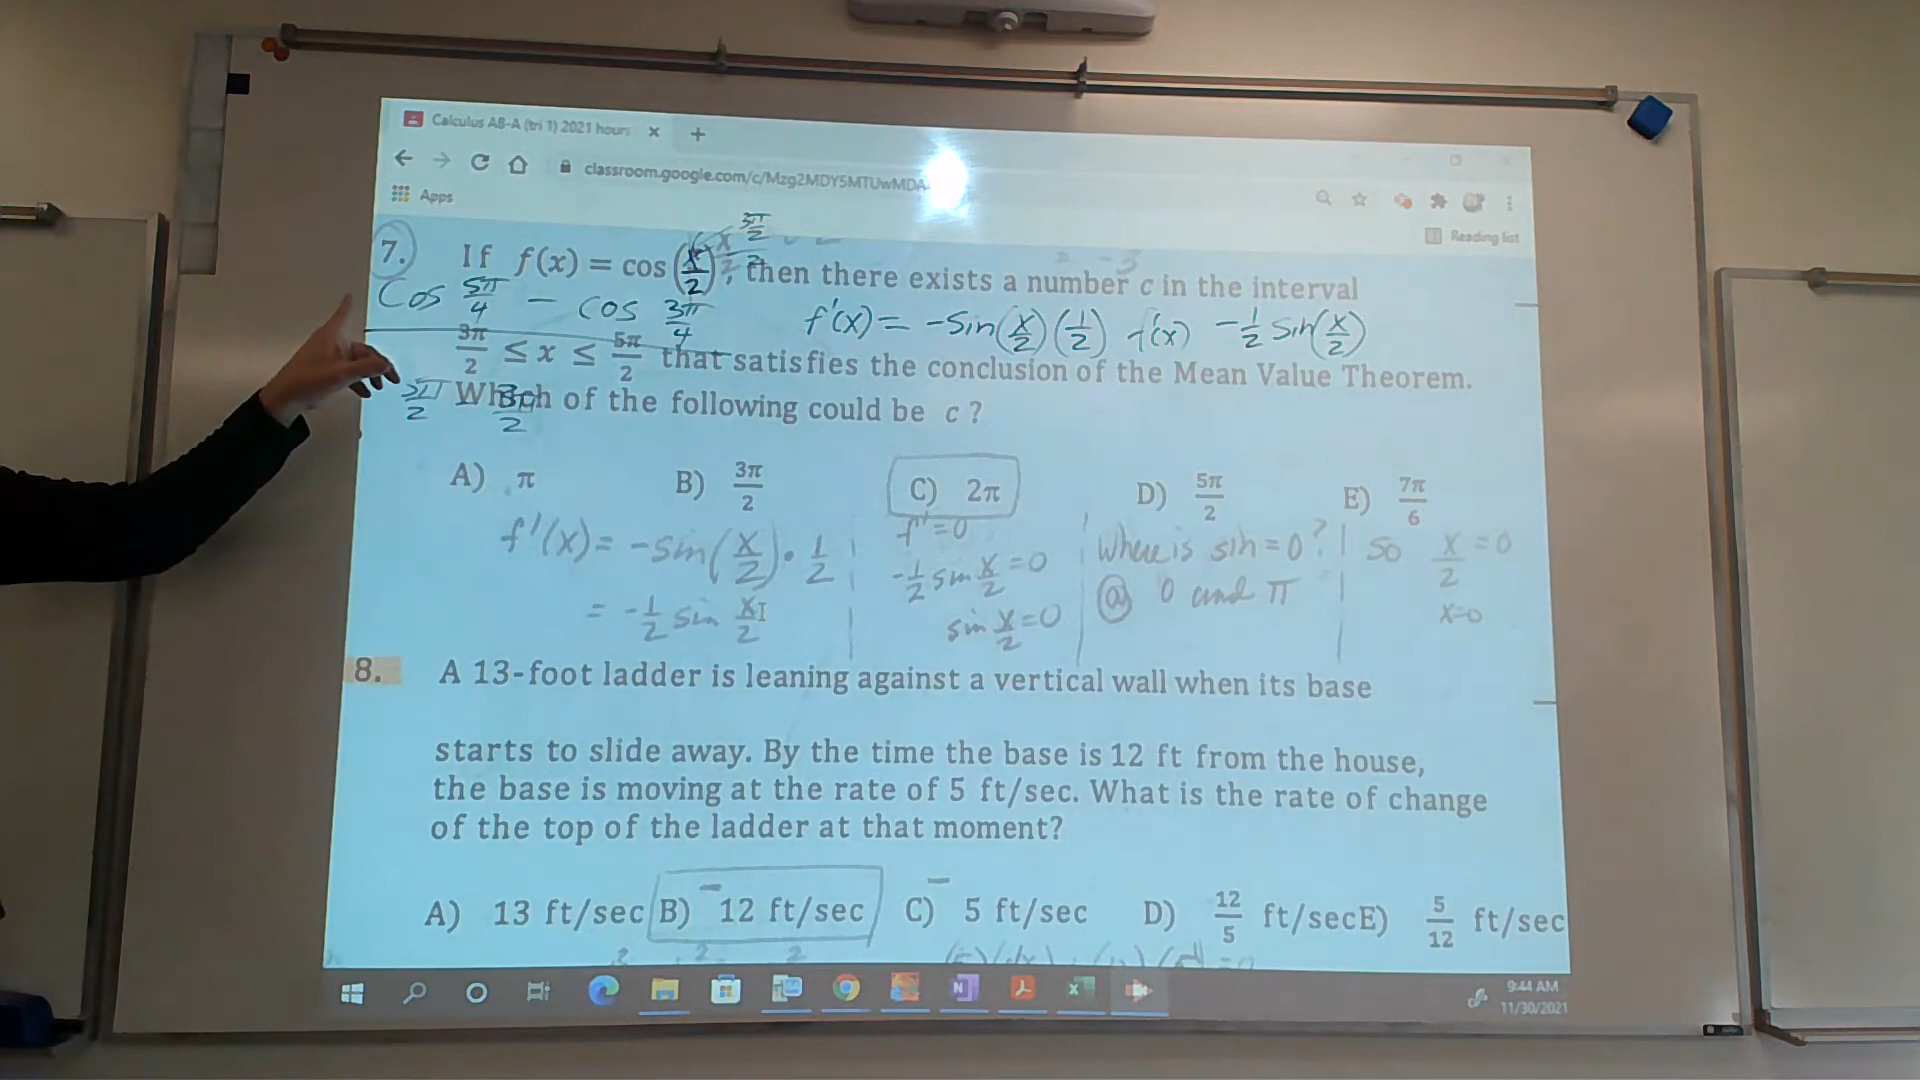 Calculus AB-A (tri 1) 2021 hours
classroom.google.com/c/Mzg2MDY5MTUwMDA
Apps
Reading list
3π/2
7. If f(x) = cos(x/2), then there exists a number c in the interval
Cos 5π/4 - cos 3π/4 f'(x) = -Sin(x/2)(1/2) f'(x) -1/2 Sin(x/2)
3π/2 ≤ x ≤ 5π/2 that satisfies the conclusion of the Mean Value Theorem.
Which of the following could be c ?
A) π B) 3π/2 C) 2π D) 5π/2 E) 7π/6
f'(x) = -sin(x/2) · 1/2 f' = 0 where is sin = 0? so x/2 = 0
= -1/2 sin x/2 -1/2 sin x/2 = 0 @ 0 and π x=0
sin x/2 = 0
8. A 13-foot ladder is leaning against a vertical wall when its base
starts to slide away. By the time the base is 12 ft from the house,
the base is moving at the rate of 5 ft/sec. What is the rate of change
of the top of the ladder at that moment?
A) 13 ft/sec B) -12 ft/sec C) -5 ft/sec D) 12/5 ft/sec E) 5/12 ft/sec
9:44 AM
11/30/2021